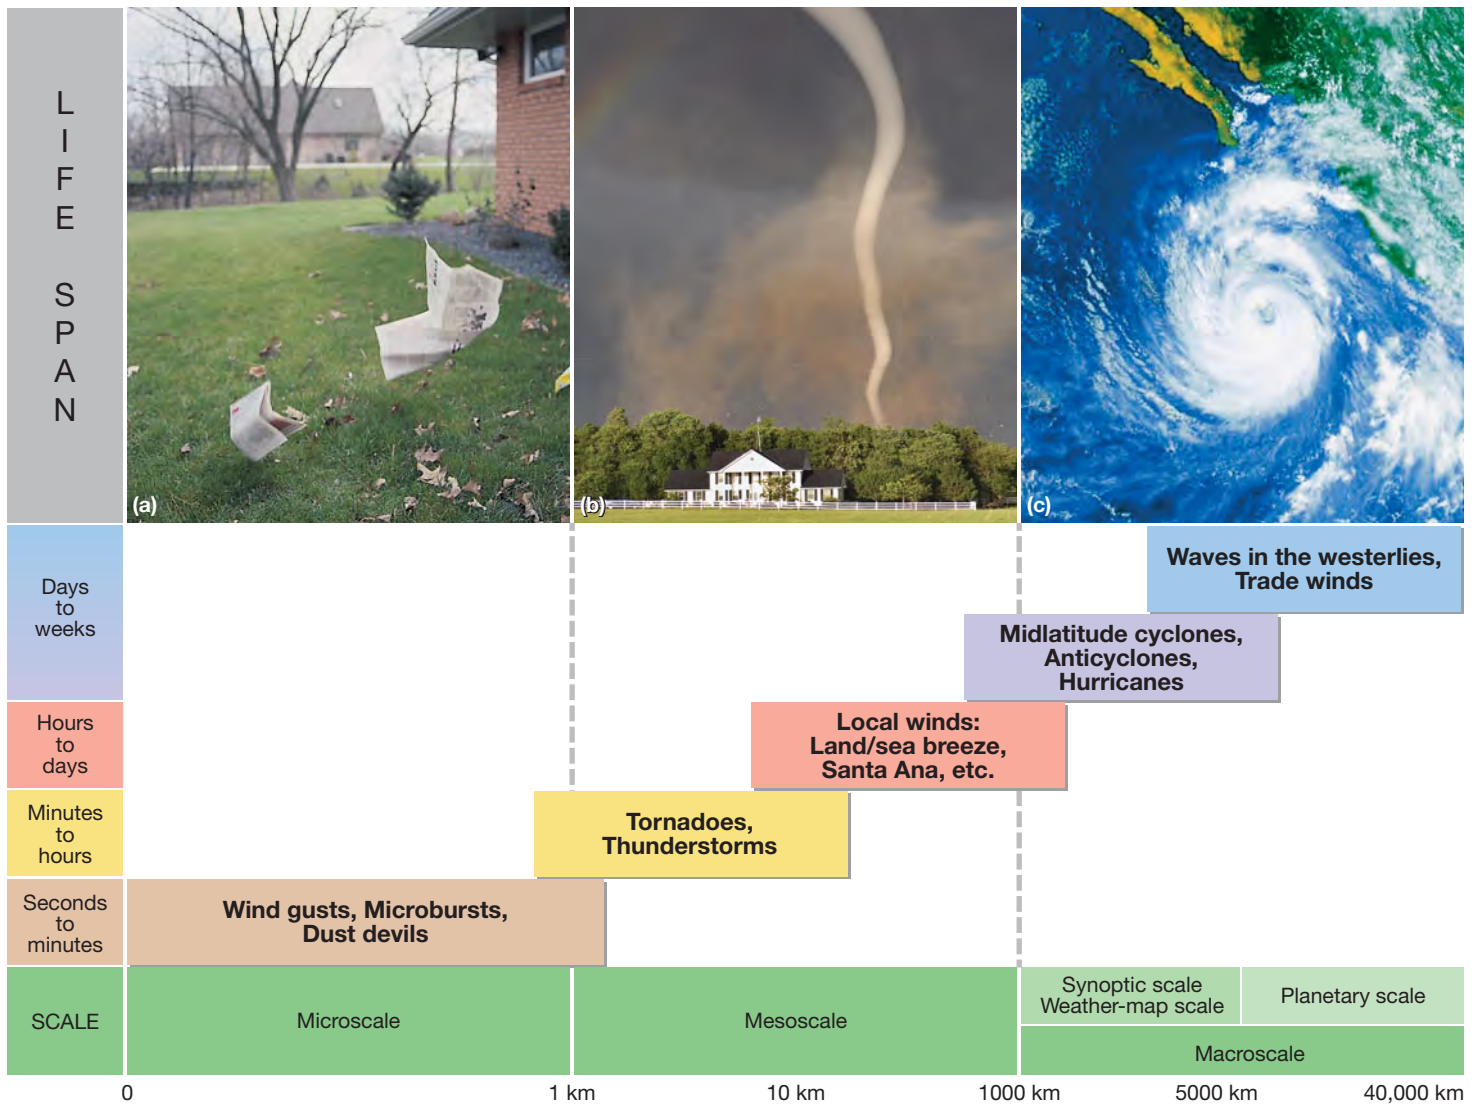 LIFE SPAN
(a)
(b)
(c)
Days
to
weeks
Waves in the westerlies,
Trade winds
Midlatitude cyclones,
Anticyclones,
Hurricanes
Hours
to
days
Local winds:
Land/sea breeze,
Santa Ana, etc.
Minutes
to
hours
Tornadoes,
Thunderstorms
Seconds
to
minutes
Wind gusts, Microbursts,
Dust devils
SCALE
Microscale
Mesoscale
Synoptic scale
Weather-map scale
Planetary scale
Macroscale
0
1 km
10 km
1000 km
5000 km
40,000 km